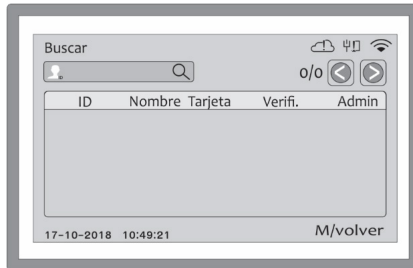 Buscar
0/0
ID Nombre Tarjeta Verifi. Admin
17-10-2018 10:49:21 M/volver